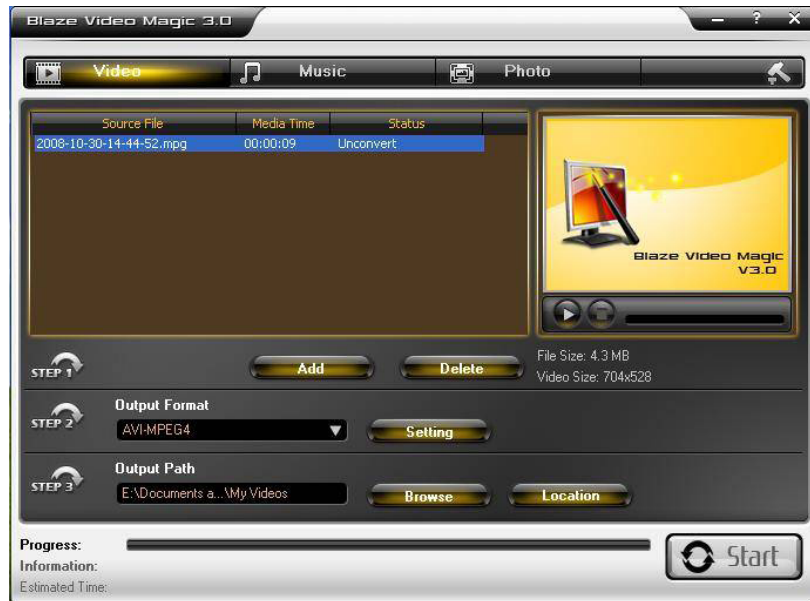 Blaze Video Magic 3.0
– ? X
Video Music Photo
Source File Media Time Status
2008-10-30-14-44-52.mpg 00:00:09 Unconvert
Blaze Video Magic
V3.0
STEP 1 Add Delete
File Size: 4.3 MB
Video Size: 704x528
STEP 2 Output Format
AVI-MPEG4 Setting
STEP 3 Output Path
E:\Documents a...\My Videos Browse Location
Progress:
Information:
Estimated Time:
Start